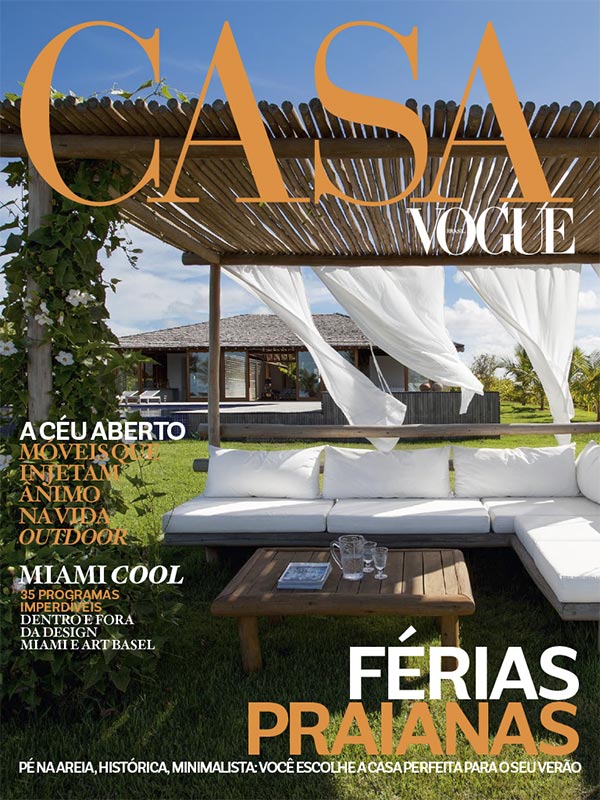 CASA
VOGUE
BRASIL
A CÉU ABERTO
MÓVEIS QUE
INJETAM
ÂNIMO
NA VIDA
OUTDOOR
MIAMI COOL
35 PROGRAMAS
IMPERDÍVEIS
DENTRO E FORA
DA DESIGN
MIAMI E ART BASEL
FÉRIAS
PRAIANAS
PÉ NA AREIA, HISTÓRICA, MINIMALISTA: VOCÊ ESCOLHE A CASA PERFEITA PARA O SEU VERÃO